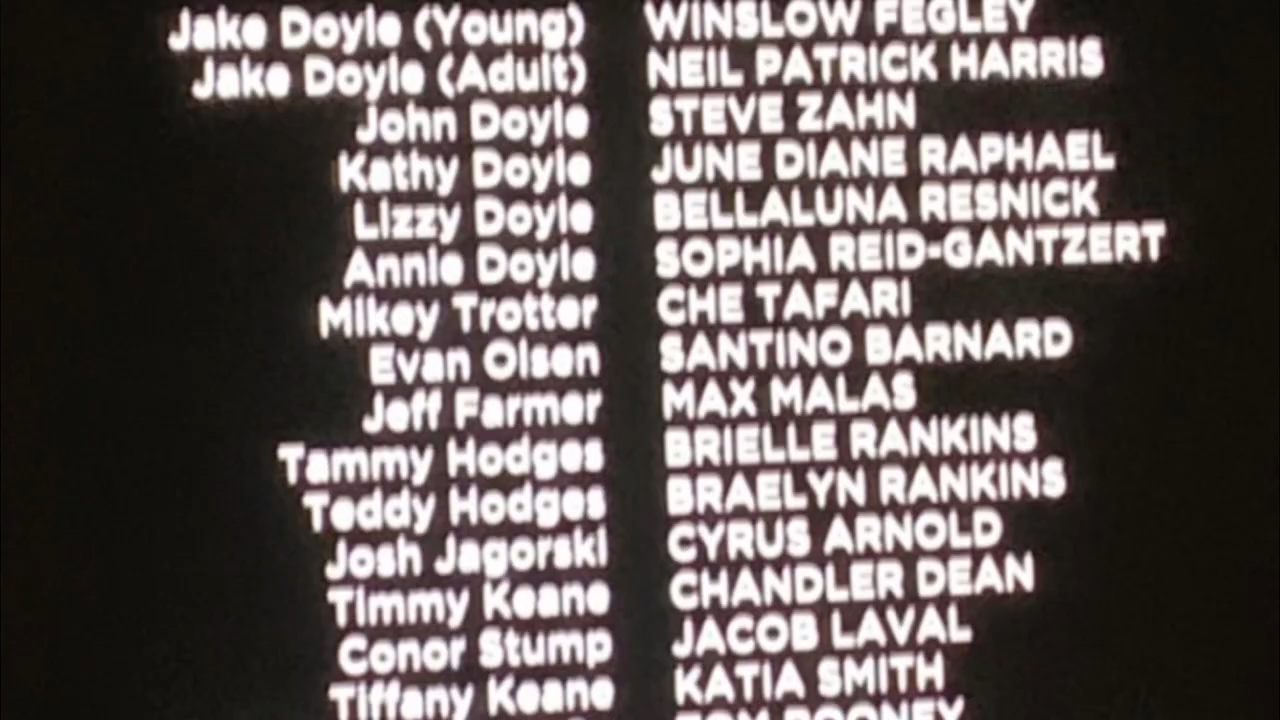 Jake Doyle (Young) WINSLOW FEGLEY
Jake Doyle (Adult) NEIL PATRICK HARRIS
John Doyle STEVE ZAHN
Kathy Doyle JUNE DIANE RAPHAEL
Lizzy Doyle BELLALUNA RESNICK
Annie Doyle SOPHIA REID-GANTZERT
Mikey Trotter CHE TAFARI
Evan Olsen SANTINO BARNARD
Jeff Farmer MAX MALAS
Tammy Hodges BRIELLE RANKINS
Teddy Hodges BRAELYN RANKINS
Josh Jagorski CYRUS ARNOLD
Timmy Keane CHANDLER DEAN
Conor Stump JACOB LAVAL
Tiffany Keane KATIA SMITH
TOM ROONEY